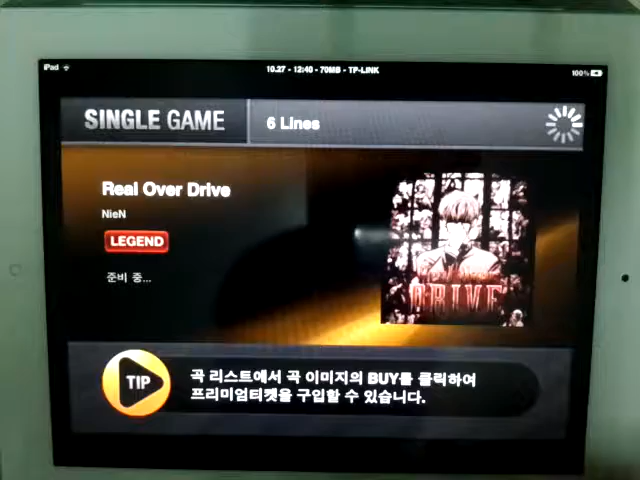 iPad
10.27 - 12:40 - 70MB - TP-LINK
100%
SINGLE GAME
6 Lines
Real Over Drive
NieN
LEGEND
준비 중...
DRIVE
TIP
곡 리스트에서 곡 이미지의 BUY를 클릭하여
프리미엄티켓을 구입할 수 있습니다.